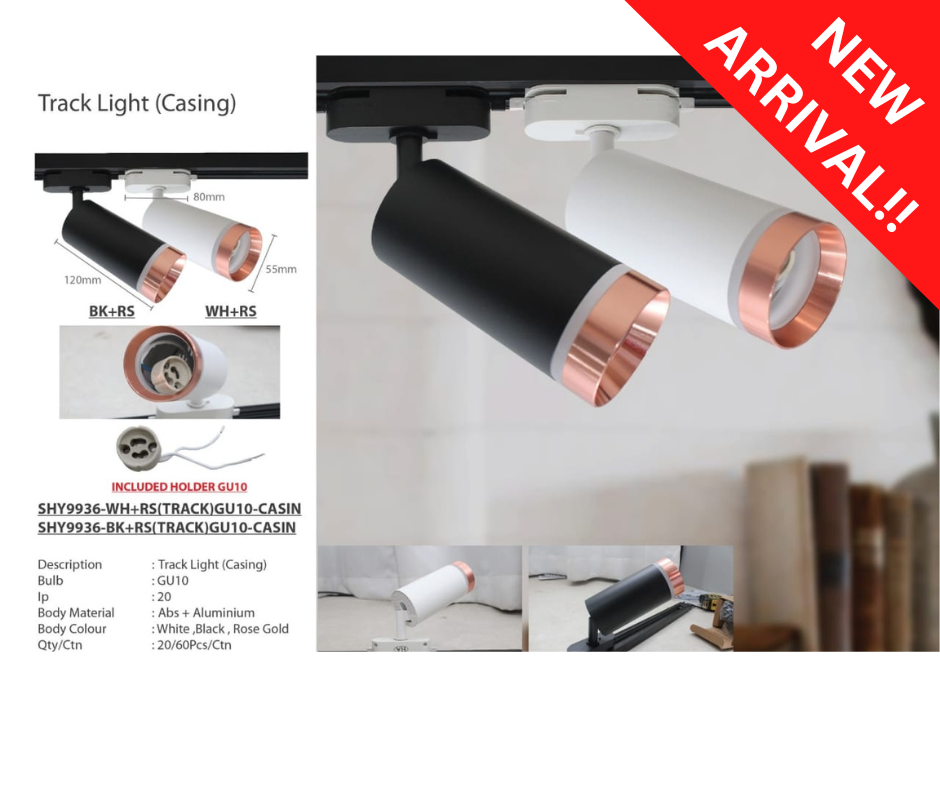 NEW
ARRIVAL!!
Track Light (Casing)
80mm
120mm
55mm
BK+RS
WH+RS
INCLUDED HOLDER GU10
SHY9936-WH+RS(TRACK)GU10-CASIN
SHY9936-BK+RS(TRACK)GU10-CASIN
Description : Track Light (Casing)
Bulb : GU10
Ip : 20
Body Material : Abs + Aluminium
Body Colour : White ,Black , Rose Gold
Qty/Ctn : 20/60Pcs/Ctn